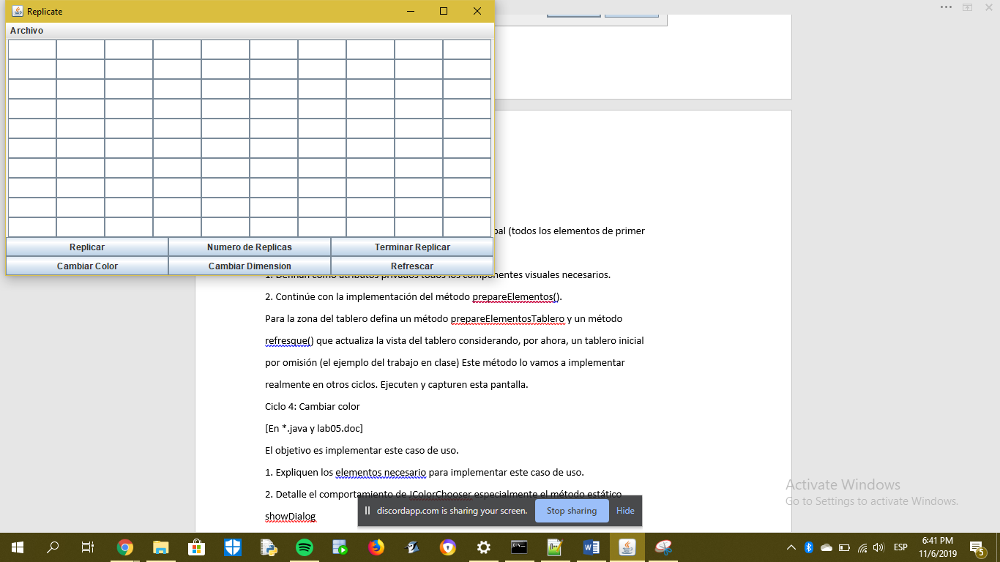 Replicate
Archivo
Replicar
Numero de Replicas
Terminar Replicar
Cambiar Color
Cambiar Dimension
Refrescar
pal (todos los elementos de primer
1. Definan como atributos privados todos los componentes visuales necesarios.
2. Continúe con la implementación del método prepareElementos().
Para la zona del tablero defina un método prepareElementosTablero y un método
refresque() que actualiza la vista del tablero considerando, por ahora, un tablero inicial
por omisión (el ejemplo del trabajo en clase) Este método lo vamos a implementar
realmente en otros ciclos. Ejecuten y capturen esta pantalla.
Ciclo 4: Cambiar color
[En *.java y lab05.doc]
El objetivo es implementar este caso de uso.
1. Expliquen los elementos necesario para implementar este caso de uso.
2. Detalle el comportamiento de JColorChooser especialmente el método estático
showDialog
discordapp.com is sharing your screen.
Stop sharing
Hide
Activate Windows
Go to Settings to activate Windows.
ESP
6:41 PM
11/6/2019
5